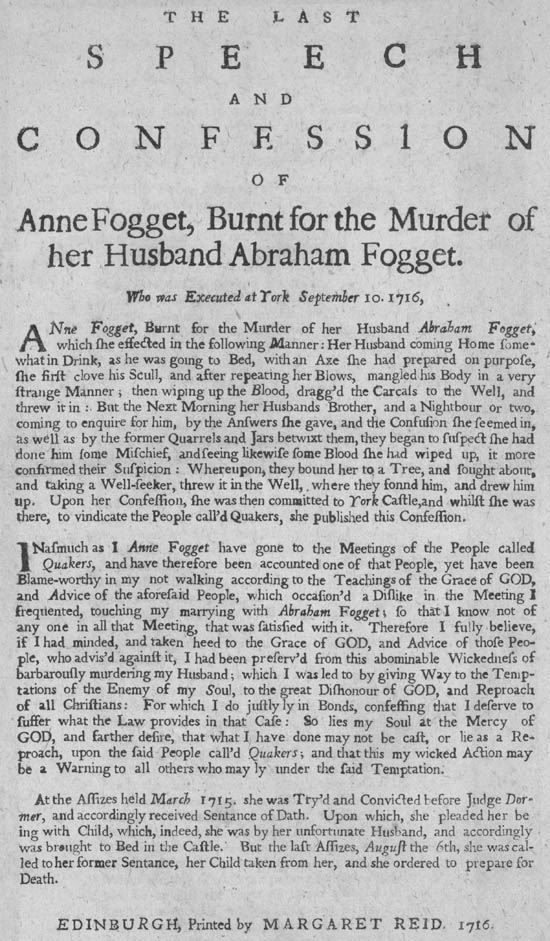 THE LAST
SPEECH
AND
CONFESSION
OF
Anne Fogget, Burnt for the Murder of
her Husband Abraham Fogget.
Who was Executed at York September 10. 1716,
ANne Fogget, Burnt for the Murder of her Husband Abraham Fogget,
which ſhe effected in the following Manner: Her Husband coming Home ſome-
what in Drink, as he was going to Bed, with an Axe ſhe had prepared on purpoſe,
ſhe firſt clove his Scull, and after repeating her Blows, mangled his Body in a very
ſtrange Manner; then wiping up the Blood, dragg'd the Carcaſs to the Well, and
threw it in: But the Next Morning her Husbands Brother, and a Nightbour or two,
coming to enquire for him, by the Anſwers ſhe gave, and the Confuſion ſhe ſeemed in,
as well as by the former Quarrels and Jars betwixt them, they began to ſuſpect ſhe had
done him ſome Miſchief, and ſeeing likewiſe ſome Blood ſhe had wiped up, it more
confirmed their Suſpicion: Whereupon, they bound her to a Tree, and ſought about,
and taking a Well-ſeeker, threw it in the Well, where they fonnd him, and drew him
up. Upon her Confeſſion, ſhe was then committed to York Caſtle,and whilſt ſhe was
there, to vindicate the People call'd Quakers, ſhe publiſhed this Confeſſion.
INaſmuch as I Anne Fogget have gone to the Meetings of the People called
Quakers, and have therefore been accounted one of that People, yet have been
Blame-worthy in my not walking according to the Teachings of the Grace of GOD,
and Advice of the aforeſaid People, which occaſion'd a Diſlike in the Meeting I
frequented, touching my marrying with Abraham Fogget; ſo that I know not of
any one in all that Meeting, that was ſatisfied with it. Therefore I fully believe,
if I had minded, and taken heed to the Grace of GOD, and Advice of thoſe Peo-
ple, who advis'd againſt it, I had been preſerv'd from this abominable Wickedneſs of
barbarouſly murdering my Husband; which I was led to by giving Way to the Temp-
tations of the Enemy of my Soul, to the great Diſhonour of GOD, and Reproach
of all Chriſtians: For which I do juſtly ly in Bonds, confeſſing that I deſerve to
ſuffer what the Law provides in that Caſe: So lies my Soul at the Mercy of
GOD, and farther deſire, that what I have done may not be caſt, or lie as a Re-
proach, upon the ſaid People call'd Quakers; and that this my wicked Action may
be a Warning to all others who may ly under the ſaid Temptation.
At the Aſſizes held March 1715. ſhe was Try'd and Convicted before Judge Dor-
mer, and accordingly received Sentance of Dath. Upon which, ſhe pleaded her be
ing with Child, which, indeed, ſhe was by her unfortunate Husband, and accordingly
was brought to Bed in the Caſtle. But the laſt Aſſizes, Auguſt the 6th, ſhe was cal-
led to her former Sentance, her Child taken from her, and ſhe ordered to prepare for
Death.
EDINBURGH, Printed by MARGARET REID. 1716.